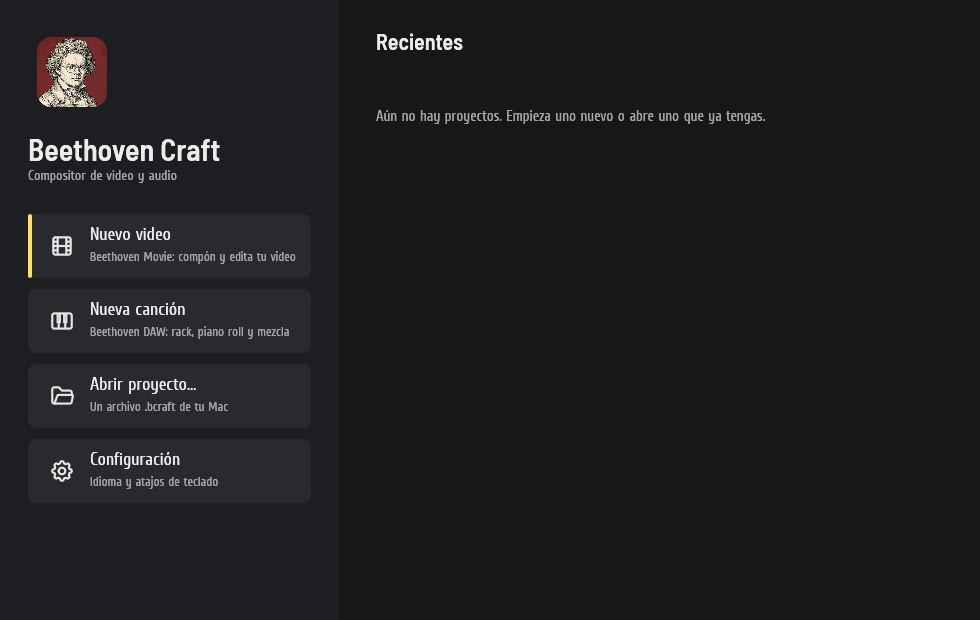 Beethoven Craft
Compositor de video y audio
Nuevo video
Beethoven Movie: compón y edita tu video
Nueva canción
Beethoven DAW: rack, piano roll y mezcla
Abrir proyecto...
Un archivo .bcraft de tu Mac
Configuración
Idioma y atajos de teclado
Recientes
Aún no hay proyectos. Empieza uno nuevo o abre uno que ya tengas.